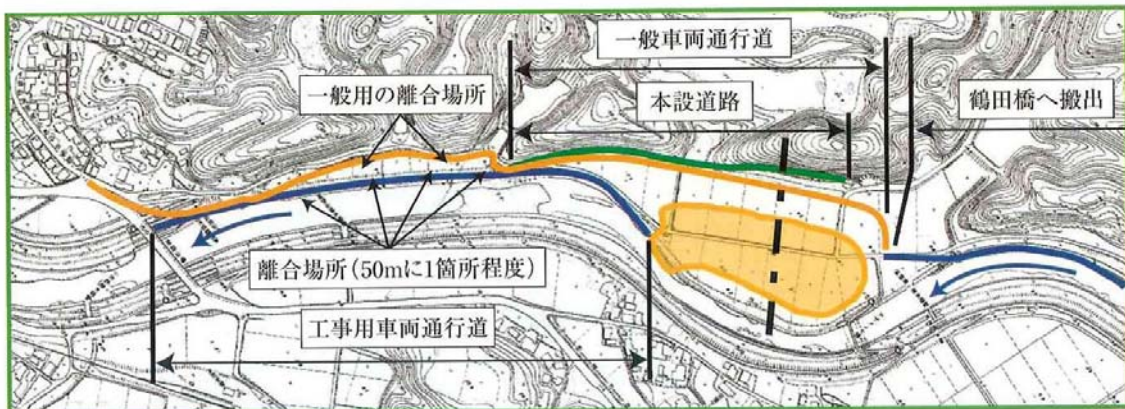 一般車両通行道
一般用の離合場所
本設道路
鶴田橋へ搬出
離合場所(50mに1箇所程度)
工事用車両通行道